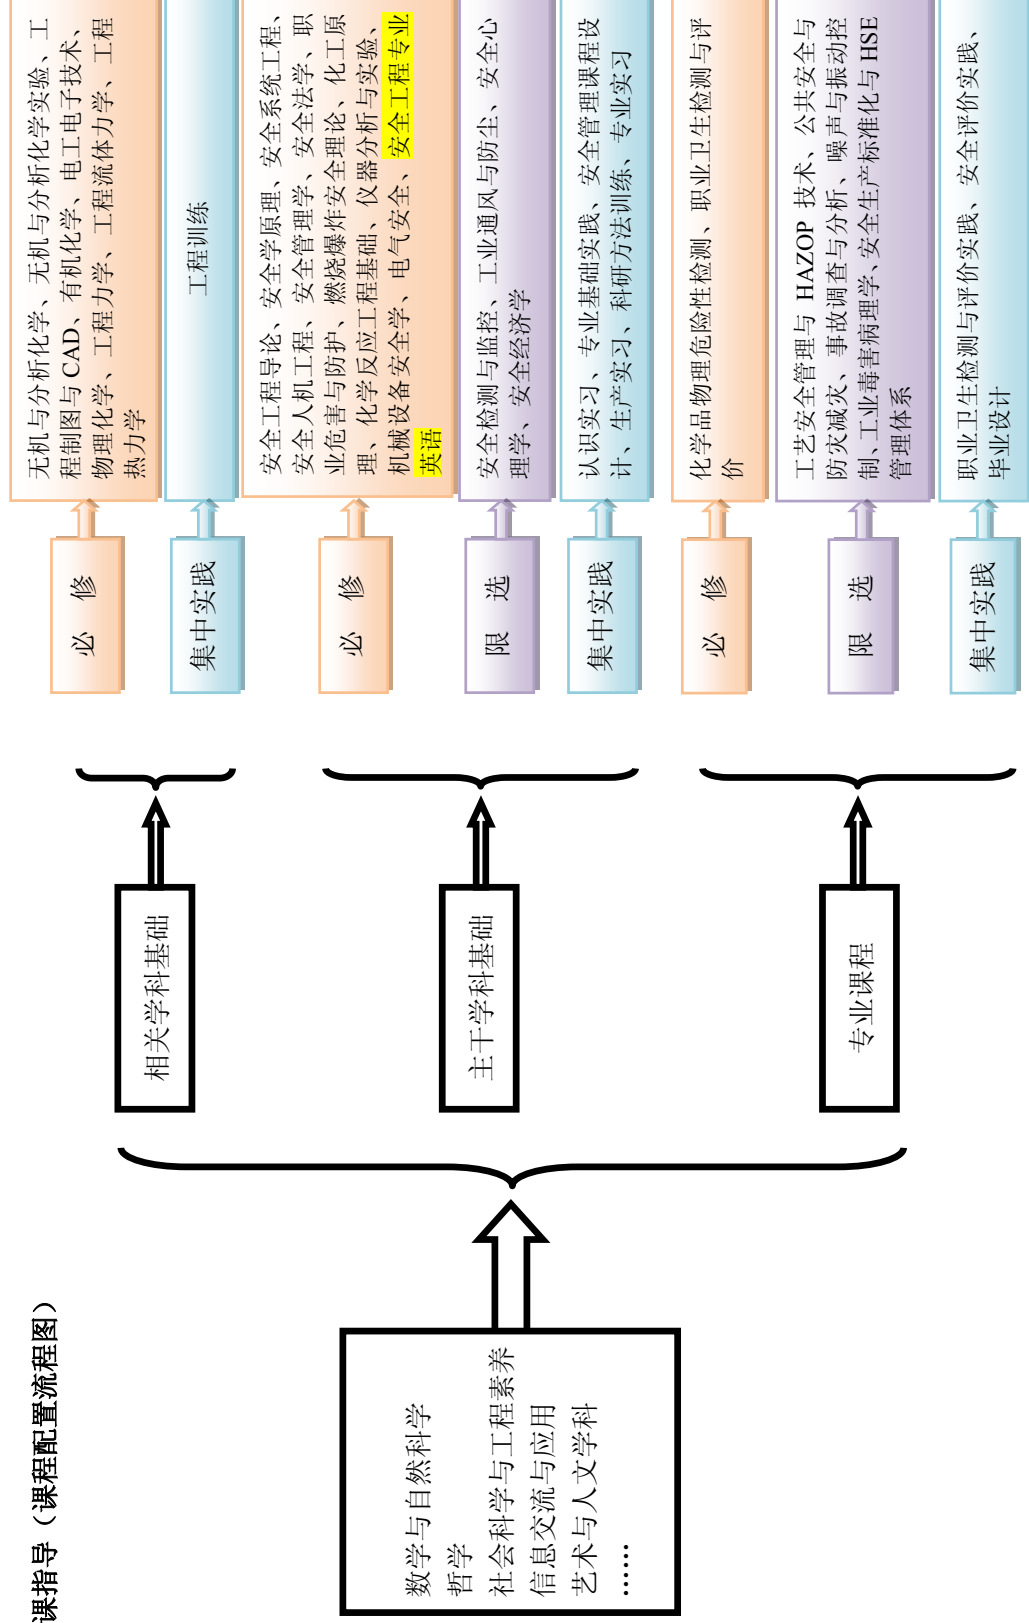 课指导（课程配置流程图）
数学与自然科学
哲学
社会科学与工程素养
信息交流与应用
艺术与人文学科
……
相关学科基础
必 修
无机与分析化学、无机与分析化学实验、工
程制图与 CAD、有机化学、电工电子技术、
物理化学、工程力学、工程流体力学、工程
热力学
集中实践
工程训练
主干学科基础
必 修
安全工程导论、安全学原理、安全系统工程、
安全人机工程、安全管理学、安全法学、职
业危害与防护、燃烧爆炸安全理论、化工原
理、化学反应工程基础、仪器分析与实验、
机械设备安全学、电气安全、安全工程专业
英语
限 选
安全检测与监控、工业通风与防尘、安全心
理学、安全经济学
集中实践
认识实习、专业基础实践、安全管理课程设
计、生产实习、科研方法训练、专业实习
专业课程
必 修
化学品物理危险性检测、职业卫生检测与评
价
限 选
工艺安全管理与 HAZOP 技术、公共安全与
防灾减灾、事故调查与分析、噪声与振动控
制、工业毒害病理学、安全生产标准化与 HSE
管理体系
集中实践
职业卫生检测与评价实践、安全评价实践、
毕业设计